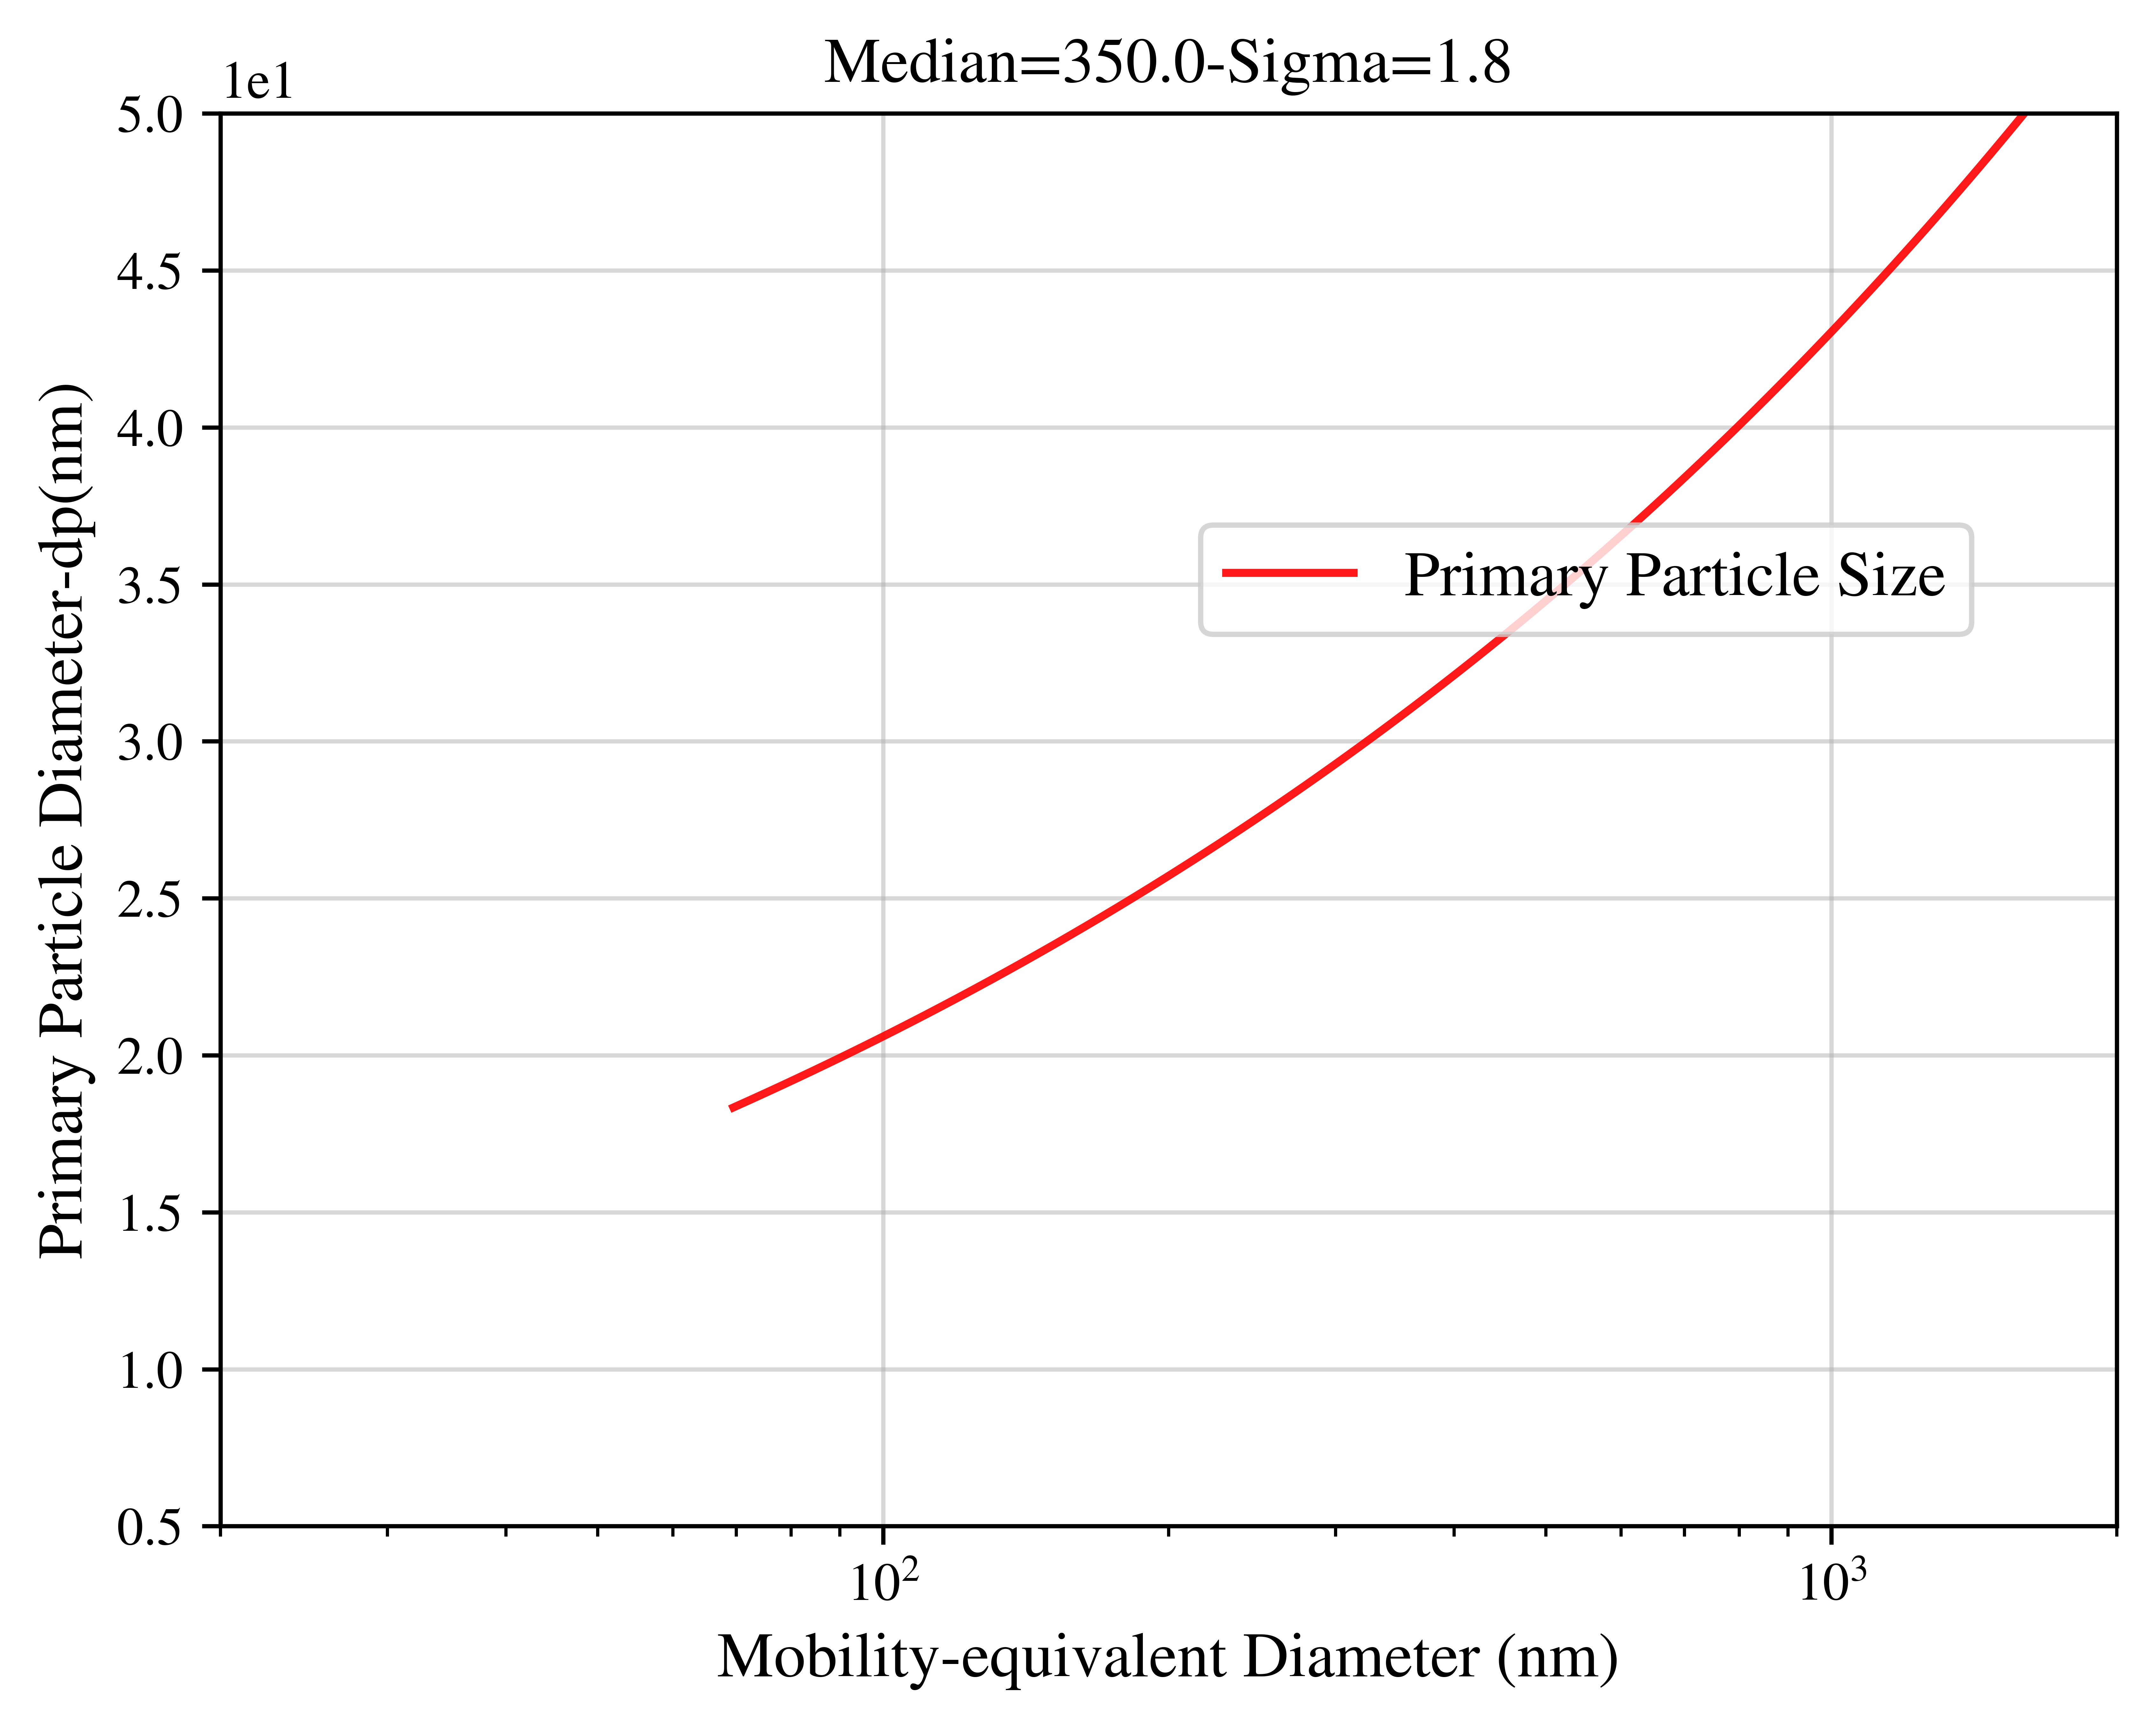 Median=350.0-Sigma=1.8
1e1
5.0
4.5
4.0
3.5
3.0
2.5
2.0
1.5
1.0
0.5
Primary Particle Diameter-dp(nm)
Primary Particle Size
10²
10³
Mobility-equivalent Diameter (nm)